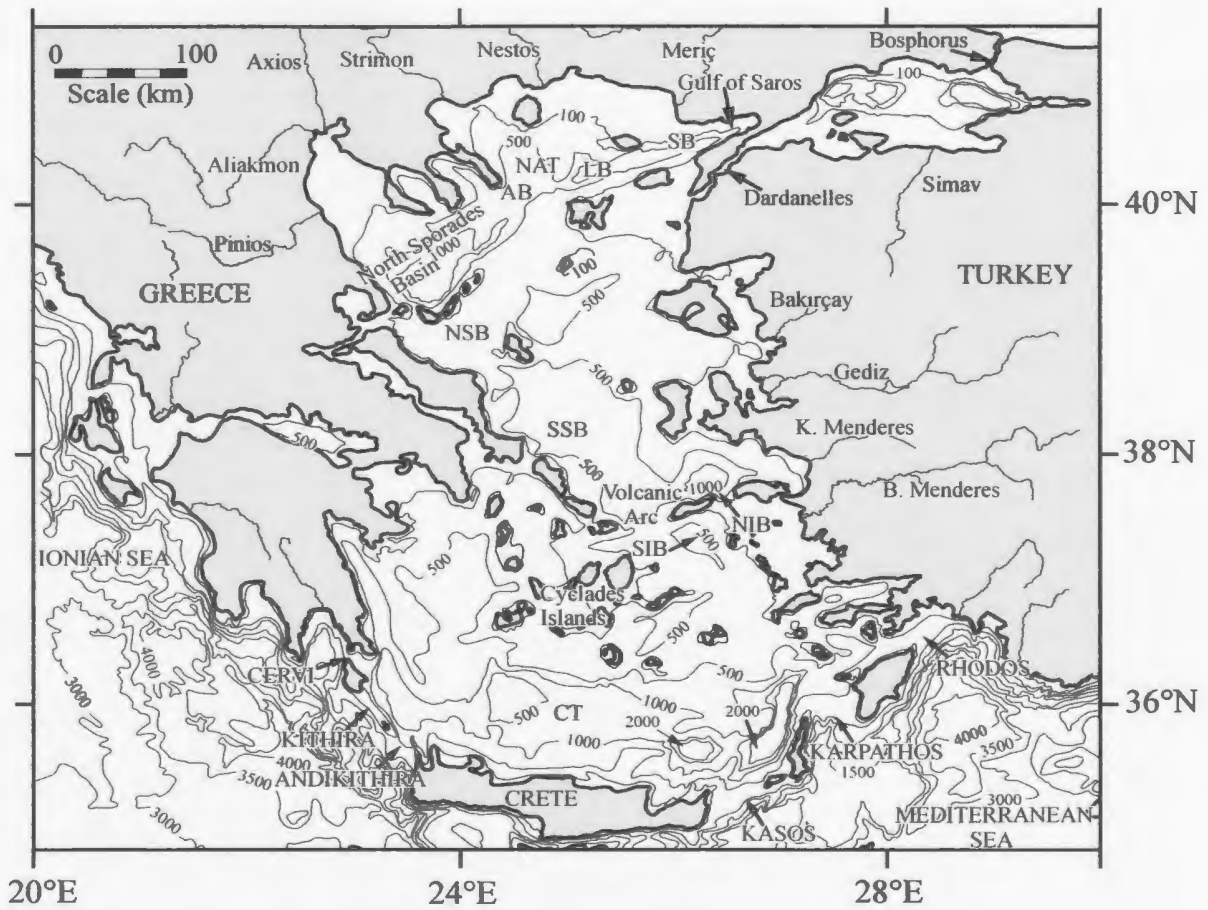 Bosphorus
0 100
Scale (km)
Axios
Strimon
Nestos
Meriç
100
Gulf of Saros
100
500
SB
NAT
LB
AB
Aliakmon
Dardanelles
Simav
40°N
Pinios
North-Sporades
Basin
1000
100
GREECE
TURKEY
500
Bakırçay
NSB
500
Gediz
SSB
K. Menderes
500
38°N
500
Volcanic
Arc
1000
B. Menderes
NIB
SIB
500
IONIAN SEA
500
Cyclades
Islands
500
4000
3000
CERVI
500
RHODOS
36°N
1000
500
CT
2000
2000
KITHIRA
1000
KARPATHOS
4000
3500
4000
3500
ANDIKITHIRA
1500
CRETE
3000
3000
MEDITERRANEAN
SEA
KASOS
20°E
24°E
28°E